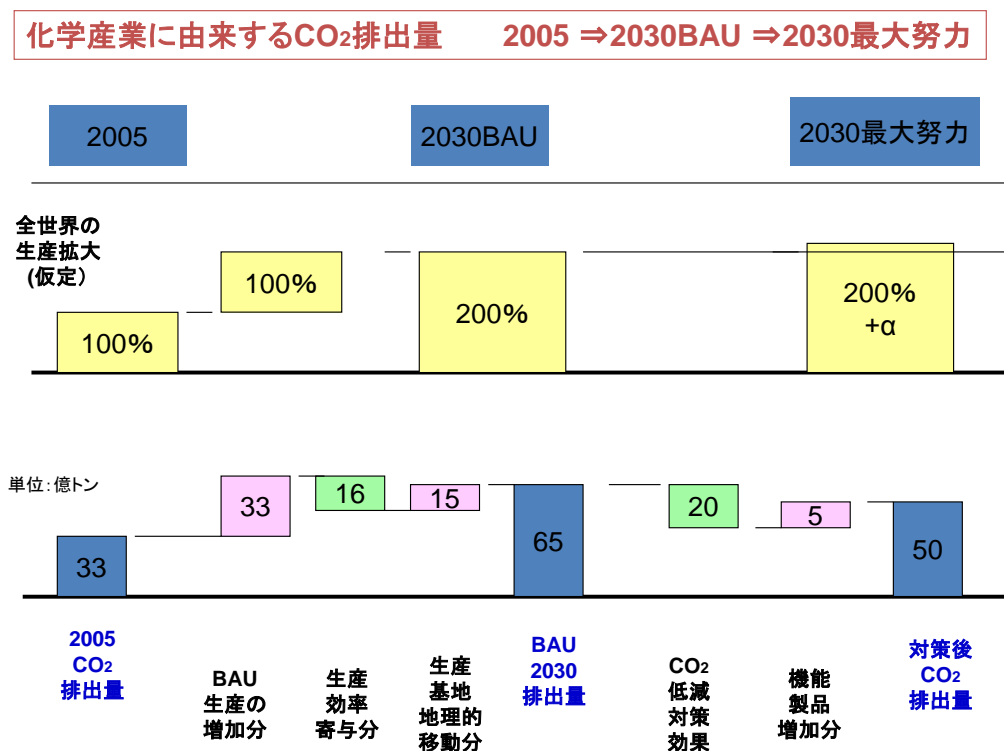 化学産業に由来するCO2排出量 2005 ⇒2030BAU ⇒2030最大努力
2005
2030BAU
2030最大努力
全世界の
生産拡大
(仮定)
100%
100%
200%
200%
+α
単位:億トン
33
33
16
15
65
20
5
50
2005
CO2
排出量
BAU
生産の
増加分
生産
効率
寄与分
生産
基地
地理的
移動分
BAU
2030
排出量
CO2
低減
対策
効果
機能
製品
増加分
対策後
CO2
排出量